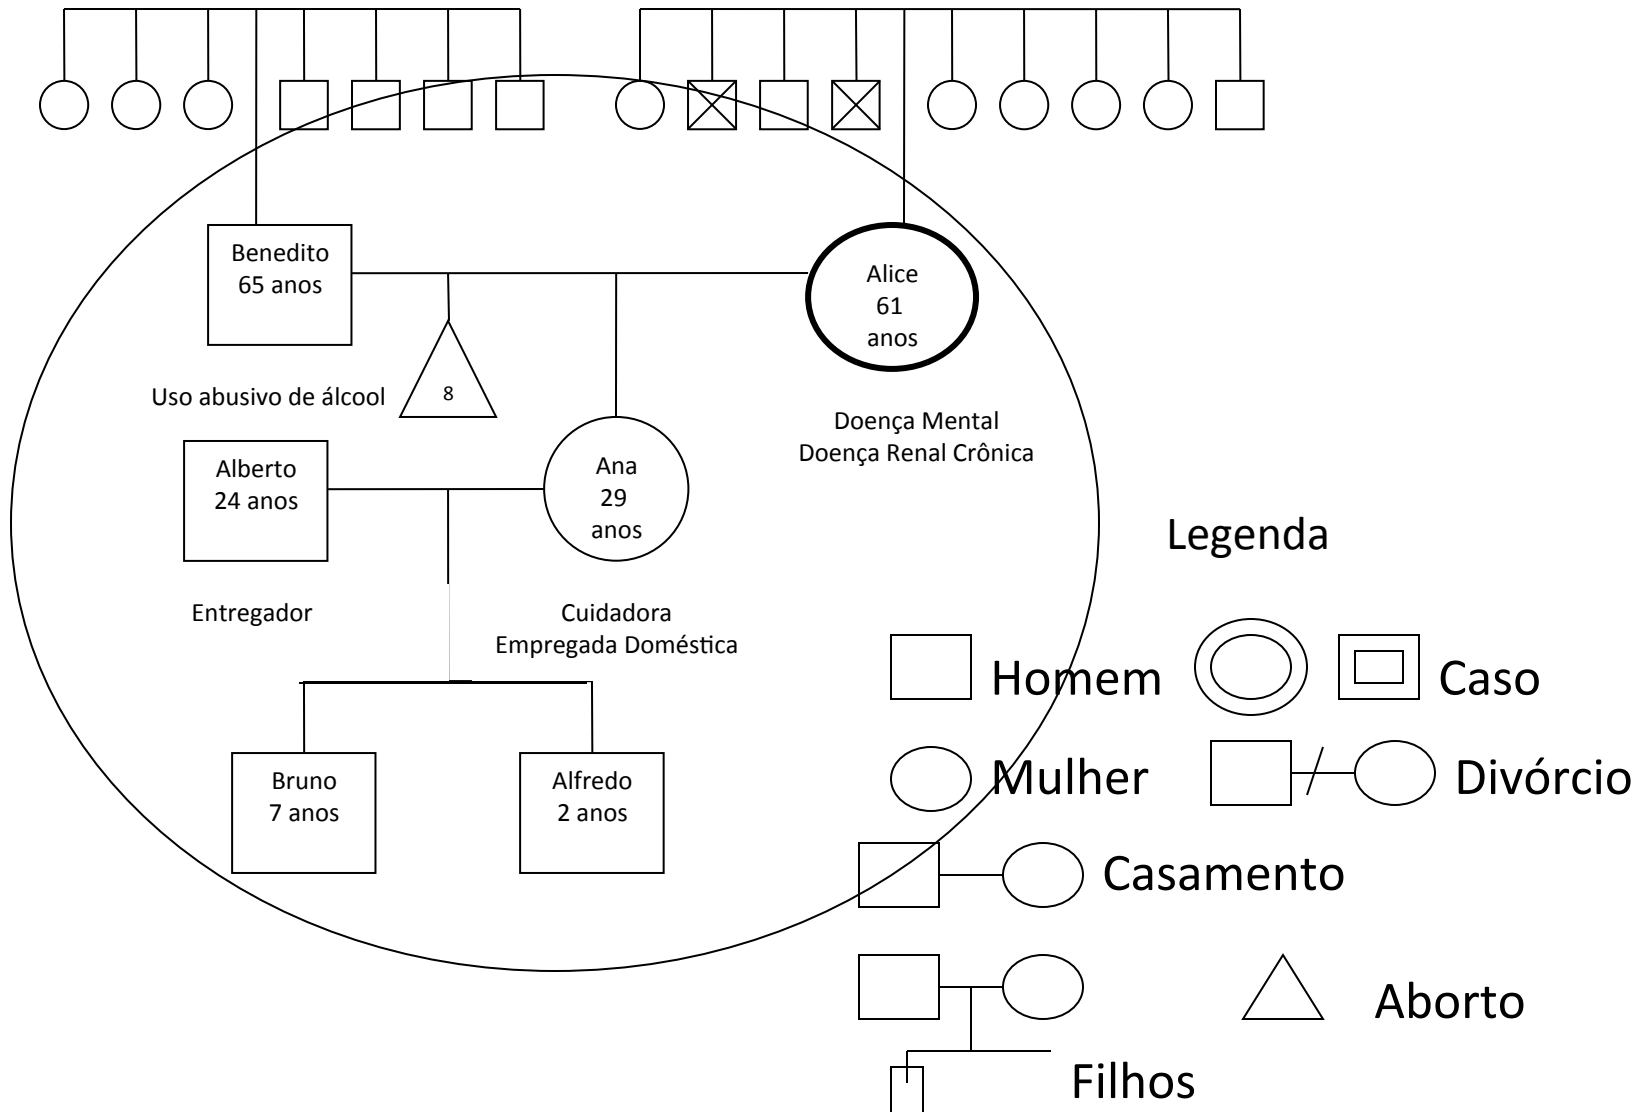 Benedito
65 anos
Alice
61
anos
Uso abusivo de álcool
8
Doença Mental
Doença Renal Crônica
Alberto
24 anos
Ana
29
anos
Entregador
Cuidadora
Empregada Doméstica
Bruno
7 anos
Alfredo
2 anos
Legenda
Homem
Caso
Mulher
Divórcio
Casamento
Aborto
Filhos